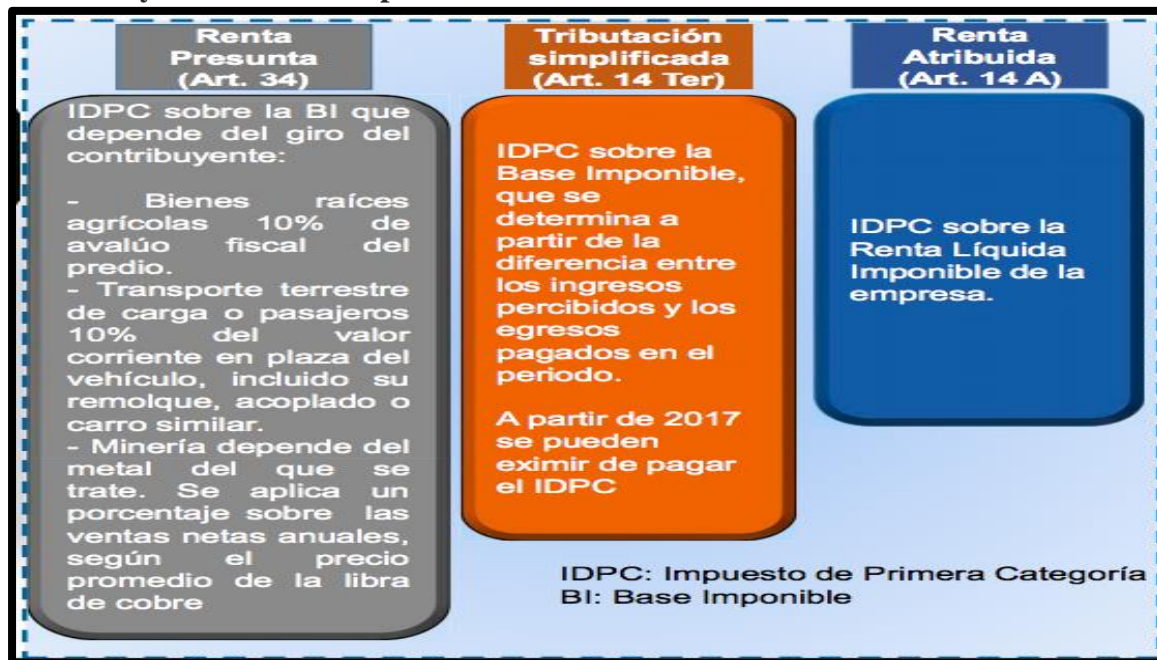 Renta
Presunta
(Art. 34)
IDPC sobre la BI que
depende del giro del
contribuyente:
- Bienes raíces
agrícolas 10% de
avalúo fiscal del
predio.
- Transporte terrestre
de carga o pasajeros
10% del valor
corriente en plaza del
vehículo, incluido su
remolque, acoplado o
carro similar.
- Minería depende del
metal del que se
trate. Se aplica un
porcentaje sobre las
ventas netas anuales,
según el precio
promedio de la libra
de cobre
Tributación
simplificada
(Art. 14 Ter)
IDPC sobre la
Base Imponible,
que se
determina a
partir de la
diferencia entre
los ingresos
percibidos y los
egresos
pagados en el
periodo.
A partir de 2017
se pueden
eximir de pagar
el IDPC
Renta
Atribuida
(Art. 14 A)
IDPC sobre la
Renta Líquida
Imponible de la
empresa.
IDPC: Impuesto de Primera Categoría
BI: Base Imponible